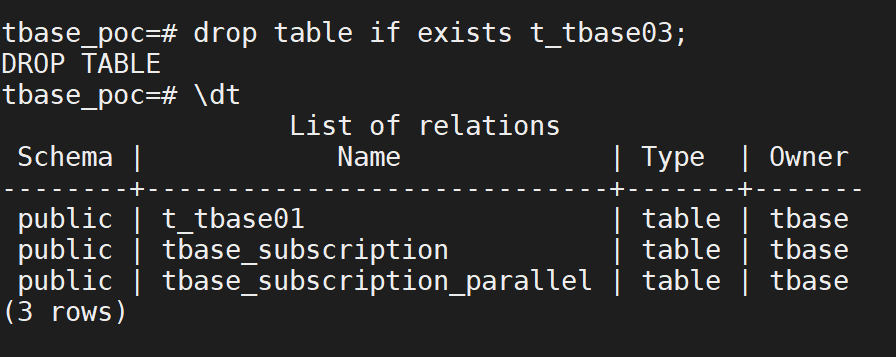 tbase_poc=# drop table if exists t_tbase03;
DROP TABLE
tbase_poc=# \dt
                  List of relations
 Schema |            Name             | Type  | Owner
--------+-----------------------------+-------+-------
 public | t_tbase01                   | table | tbase
 public | tbase_subscription          | table | tbase
 public | tbase_subscription_parallel | table | tbase
(3 rows)